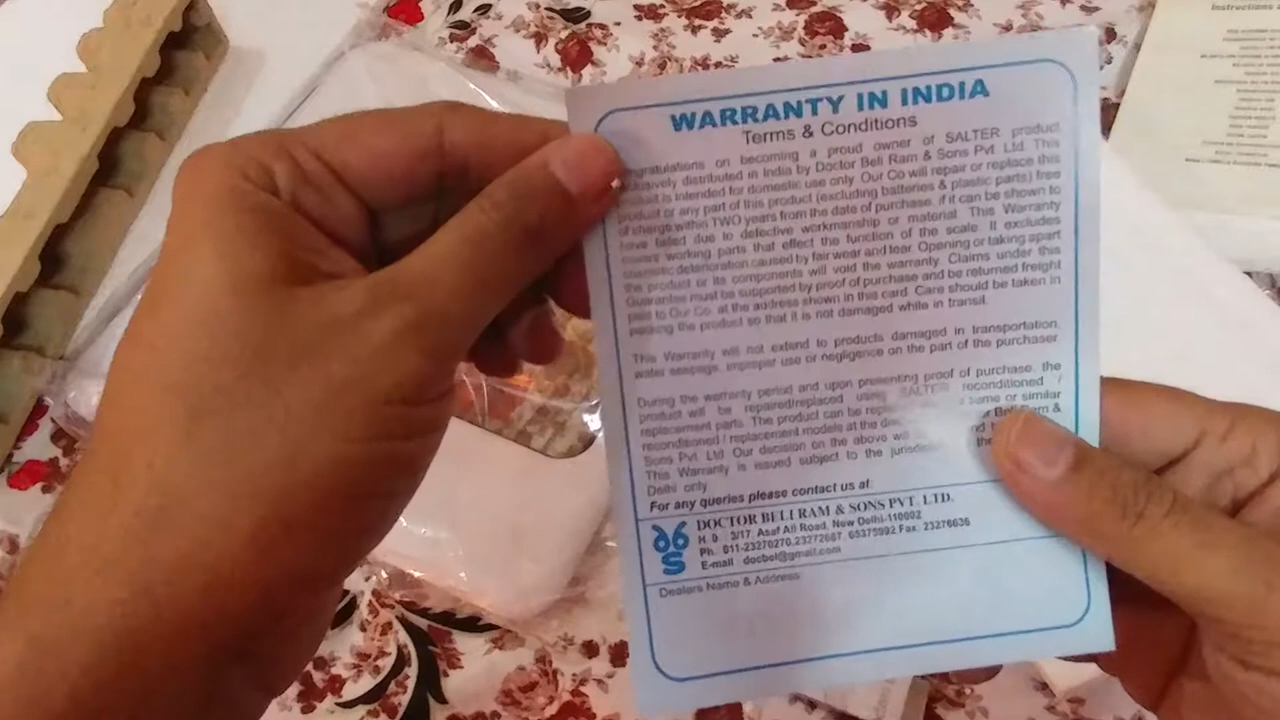 WARRANTY IN INDIA
Terms & Conditions
on becoming a proud owner of SALTER product
distributed in India by Doctor Beli Ram & Sons Pvt. Ltd. This
is intended for domestic use only. Our Co will repair or replace this
product or any part of this product (excluding batteries & plastic parts) free
of charge within TWO years from the date of purchase, if it can be shown to
have failed due to defective workmanship or material. This Warranty
covers working parts that effect the function of the scale. It excludes
deterioration caused by fair wear and tear. Opening or taking apart
the product or its components will void the warranty. Claims under this
Guarantee must be supported by proof of purchase and be returned freight
paid to Our Co. at the address shown in this card. Care should be taken in
packing the product so that it is not damaged while in transit.
This Warranty will not extend to products damaged in transportation,
water seepage, improper use or negligence on the part of the purchaser.
During the warranty period and upon presenting proof of purchase, the
product will be repaired/replaced using SALTER reconditioned /
replacement parts. The product can be same or similar
reconditioned / replacement models at the Beli Ram &
Sons Pvt. Ltd. Our decision on the above
This Warranty is issued subject to the
Delhi only.
For any queries please contact us at:
DOCTOR BELI RAM & SONS PVT. LTD.
H. O. : 3/17, Asaf Ali Road, New Delhi-110002
Ph. 011-23270270,23272687, 65375992 Fax: 23276636
E-mail : docbel@gmail.com
Dealers Name & Address
Instructions